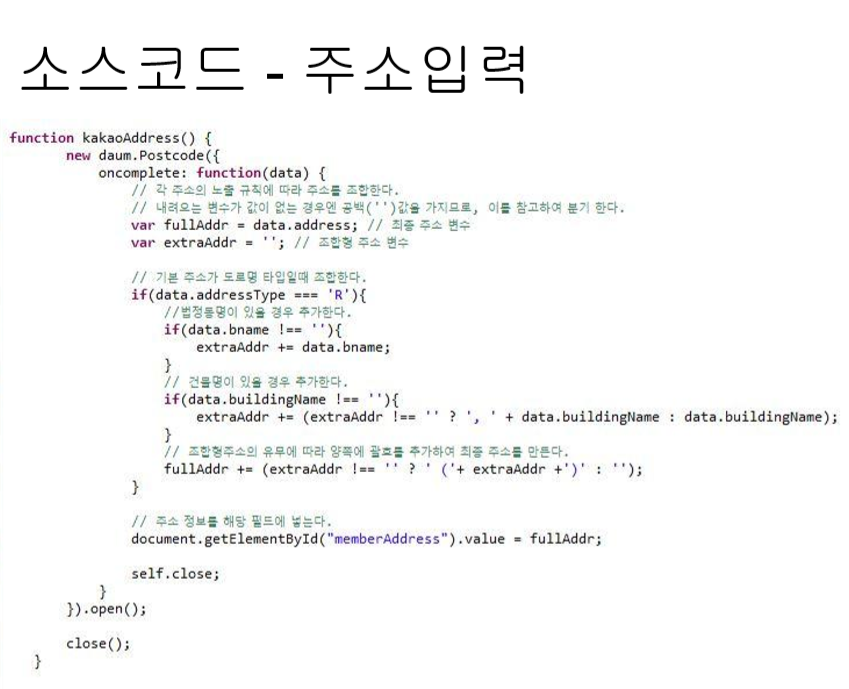 소스코드 - 주소입력
function kakaoAddress() {
new daum.Postcode({
oncomplete: function(data) {
// 각 주소의 노출 규칙에 따라 주소를 조합한다.
// 내려오는 변수가 값이 없는 경우엔 공백('')값을 가지므로, 이를 참고하여 분기 한다.
var fullAddr = data.address; // 최종 주소 변수
var extraAddr = ''; // 조합형 주소 변수
// 기본 주소가 도로명 타입일때 조합한다.
if(data.addressType === 'R'){
//법정동명이 있을 경우 추가한다.
if(data.bname !== ''){
extraAddr += data.bname;
}
// 건물명이 있을 경우 추가한다.
if(data.buildingName !== ''){
extraAddr += (extraAddr !== '' ? ', ' + data.buildingName : data.buildingName);
}
// 조합형주소의 유무에 따라 양쪽에 괄호를 추가하여 최종 주소를 만든다.
fullAddr += (extraAddr !== '' ? ' ('+ extraAddr +')' : '');
}
// 주소 정보를 해당 필드에 넣는다.
document.getElementById("memberAddress").value = fullAddr;
self.close;
}
}).open();
close();
}